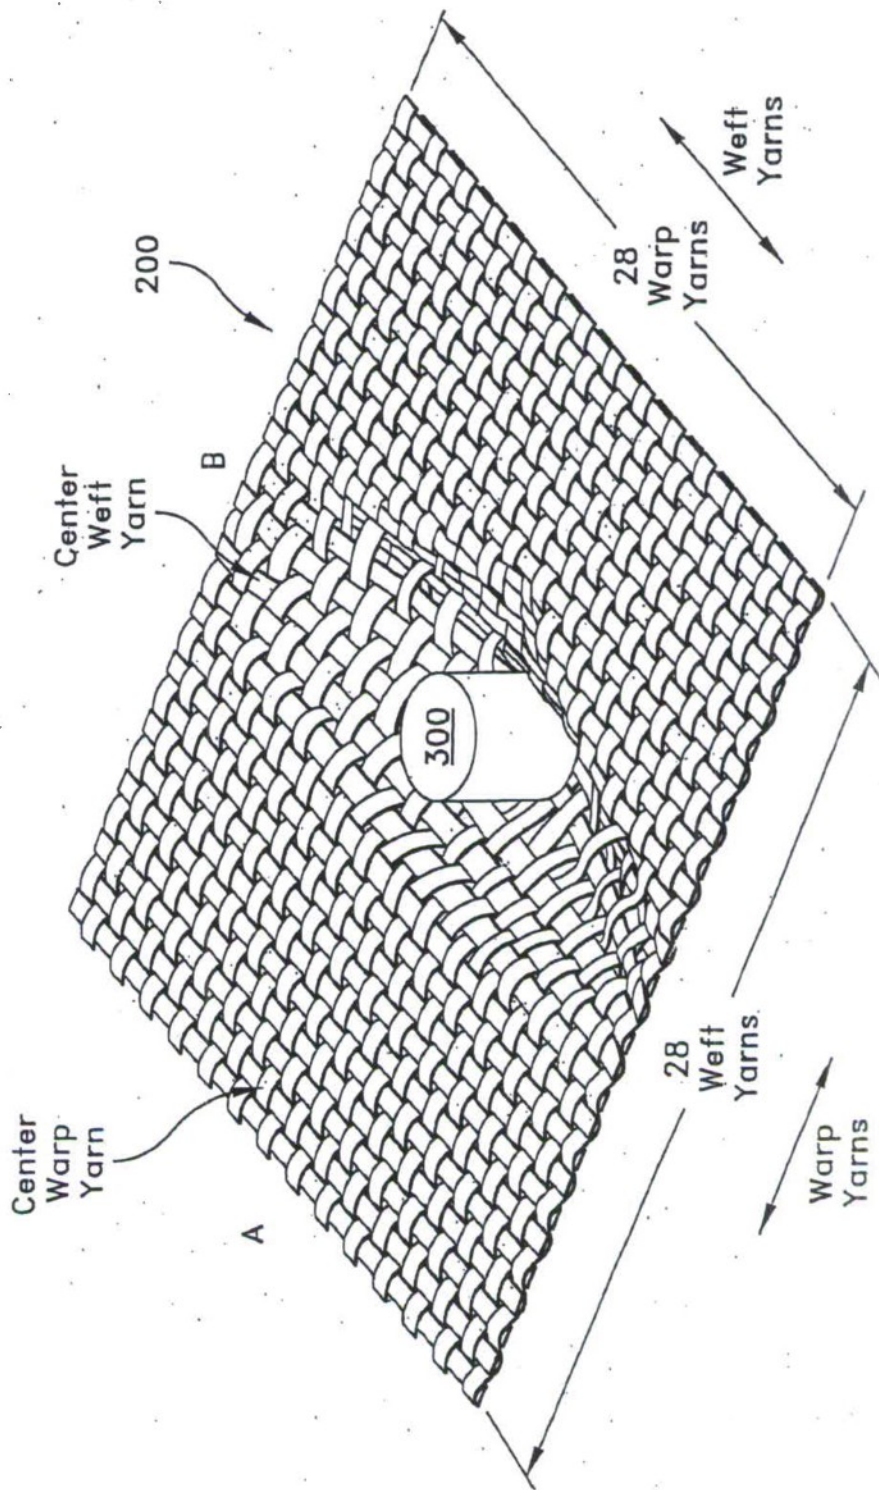 Center
Warp
Yarn
A
Center
Weft
Yarn
B
200
300
28
Weft
Yarns
Warp
Yarns
28
Warp
Yarns
Weft
Yarns